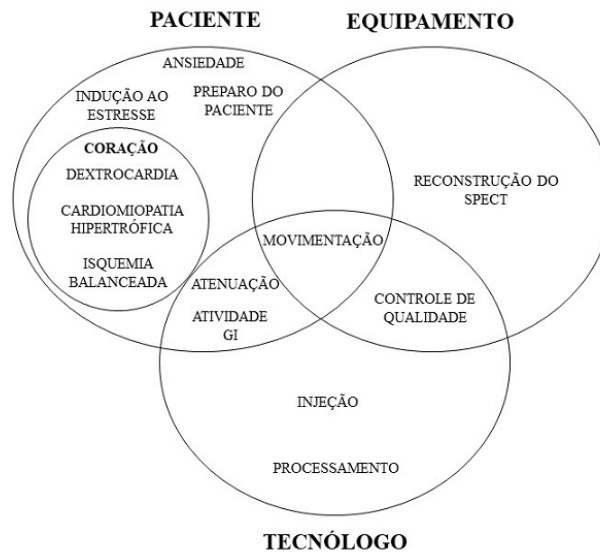 PACIENTE
EQUIPAMENTO
ANSIEDADE
INDUÇÃO AO
ESTRESSE
PREPARO DO
PACIENTE
CORAÇÃO
DEXTROCARDIA
CARDIOMIOPATIA
HIPERTRÓFICA
ISQUEMIA
BALANCEADA
RECONSTRUÇÃO DO
SPECT
MOVIMENTAÇÃO
ATENUAÇÃO
ATIVIDADE
GI
CONTROLE DE
QUALIDADE
INJEÇÃO
PROCESSAMENTO
TECNÓLOGO